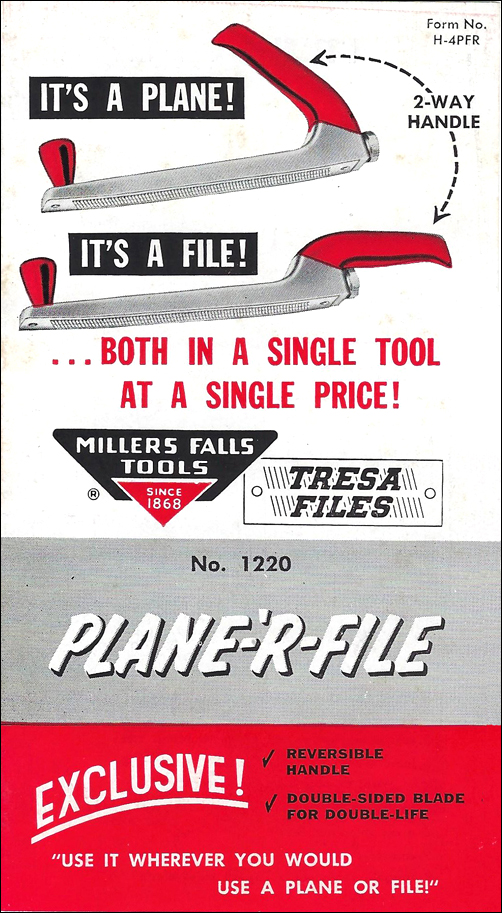 Form No.
H-4PFR
IT'S A PLANE!
2-WAY
HANDLE
IT'S A FILE!
...BOTH IN A SINGLE TOOL
AT A SINGLE PRICE!
MILLERS FALLS
TOOLS
SINCE
1868
®
TRESA
FILES
No. 1220
PLANE-'R-FILE
EXCLUSIVE!
✓ REVERSIBLE
HANDLE
✓ DOUBLE-SIDED BLADE
FOR DOUBLE-LIFE
"USE IT WHEREVER YOU WOULD
USE A PLANE OR FILE!"